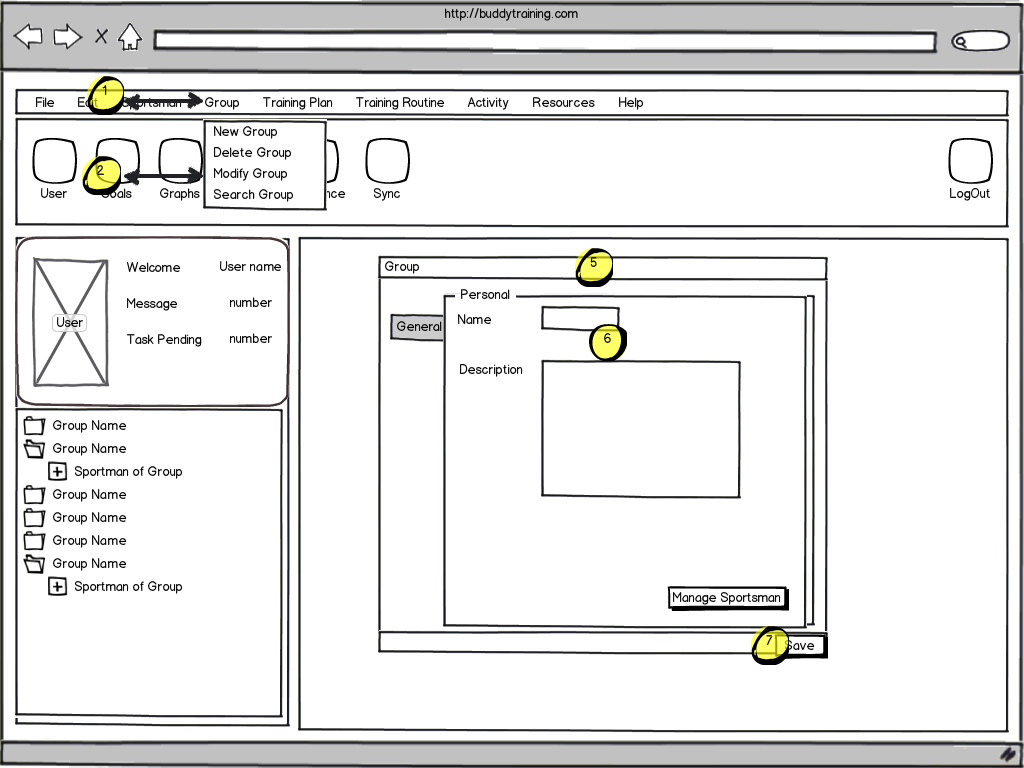 http://buddytraining.com
1
File Edit Sportsman Group Training Plan Training Routine Activity Resources Help
New Group
Delete Group
Modify Group
Search Group
2
User Goals Graphs Sync LogOut
Welcome User name
Message number
User
Task Pending number
Group Name
Group Name
Sportman of Group
Group Name
Group Name
Group Name
Group Name
Sportman of Group
Group 5
Personal
General Name
6
Description
Manage Sportsman
7 Save